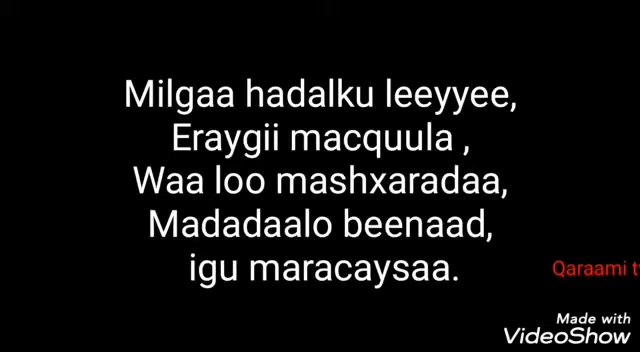 Milgaa hadalku leeyyee,
Eraygii macquula ,
Waa loo mashxaradaa,
Madadaalo beenaad,
igu maracaysaa.
Qaraami t
Made with
VideoShow